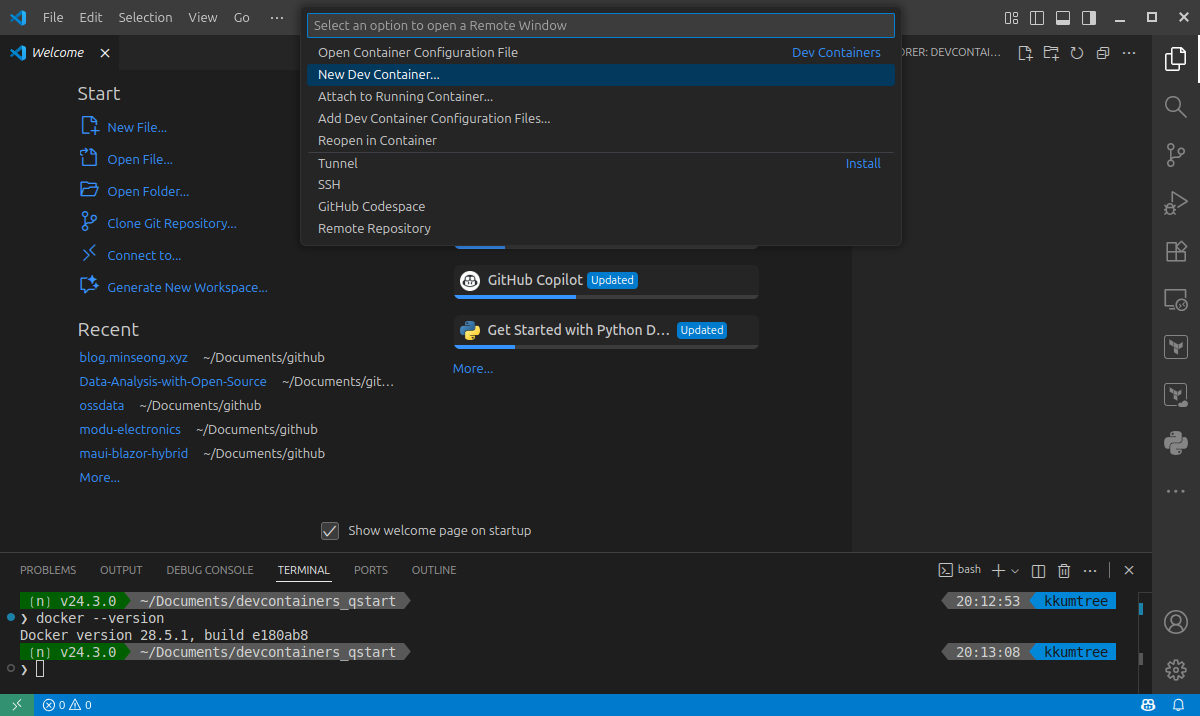 File Edit Selection View Go ···
Select an option to open a Remote Window
Open Container Configuration File Dev Containers
New Dev Container...
Attach to Running Container...
Add Dev Container Configuration Files...
Reopen in Container
Tunnel Install
SSH
GitHub Codespace
Remote Repository
Welcome
DEVCONTAI...
Start
New File...
Open File...
Open Folder...
Clone Git Repository...
Connect to...
Generate New Workspace...
GitHub Copilot Updated
Get Started with Python D... Updated
More...
Recent
blog.minseong.xyz ~/Documents/github
Data-Analysis-with-Open-Source ~/Documents/git...
ossdata ~/Documents/github
modu-electronics ~/Documents/github
maui-blazor-hybrid ~/Documents/github
More...
Show welcome page on startup
PROBLEMS OUTPUT DEBUG CONSOLE TERMINAL PORTS OUTLINE
bash
(n) v24.3.0 ~/Documents/devcontainers_qstart 20:12:53 kkumtree
❯ docker --version
Docker version 28.5.1, build e180ab8
(n) v24.3.0 ~/Documents/devcontainers_qstart 20:13:08 kkumtree
❯
0 0